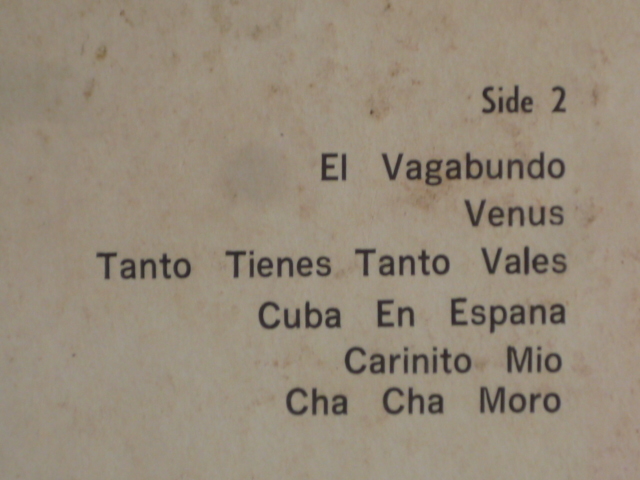 Side 2
El Vagabundo
Venus
Tanto Tienes Tanto Vales
Cuba En Espana
Carinito Mio
Cha Cha Moro